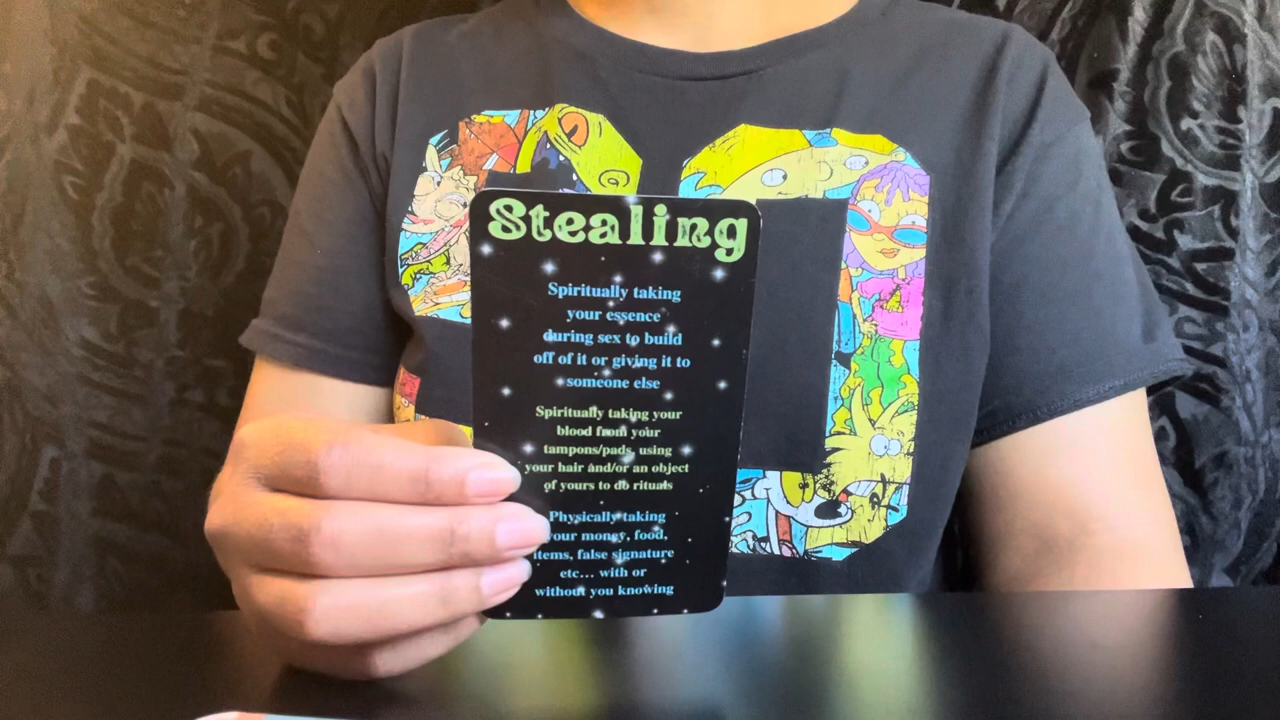 Stealing
Spiritually taking
your essence
during sex to build
off of it or giving it to
someone else
Spiritually taking your
blood from your
tampons/pads, using
your hair and/or an object
of yours to do rituals
Physically taking
your money, food,
items, false signature
etc... with or
without you knowing